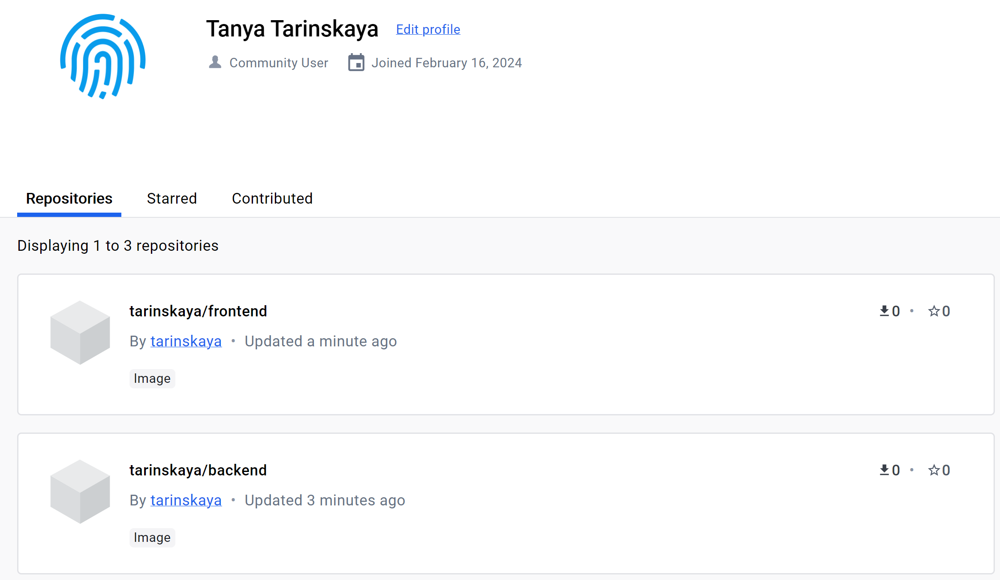 Tanya Tarinskaya Edit profile
Community User Joined February 16, 2024
Repositories Starred Contributed
Displaying 1 to 3 repositories
tarinskaya/frontend 0 • 0
By tarinskaya • Updated a minute ago
Image
tarinskaya/backend 0 • 0
By tarinskaya • Updated 3 minutes ago
Image